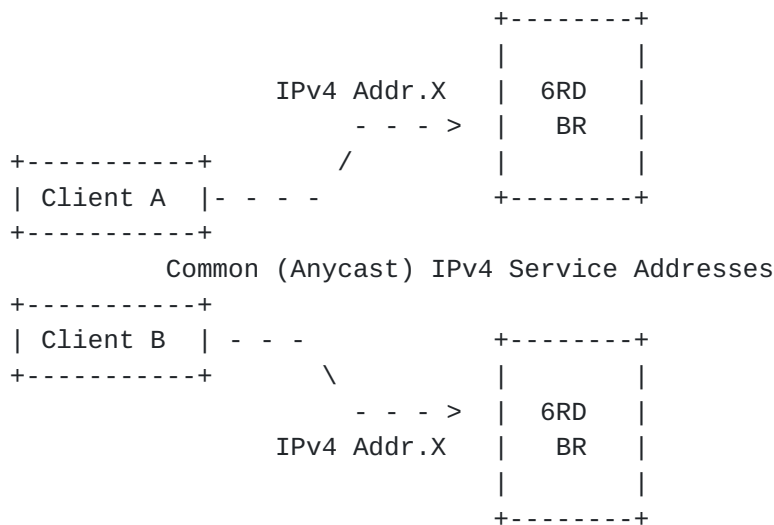 IPv4 Addr.X 6RD
- - - > BR
Client A
Common (Anycast) IPv4 Service Addresses
Client B
- - - > 6RD
IPv4 Addr.X BR